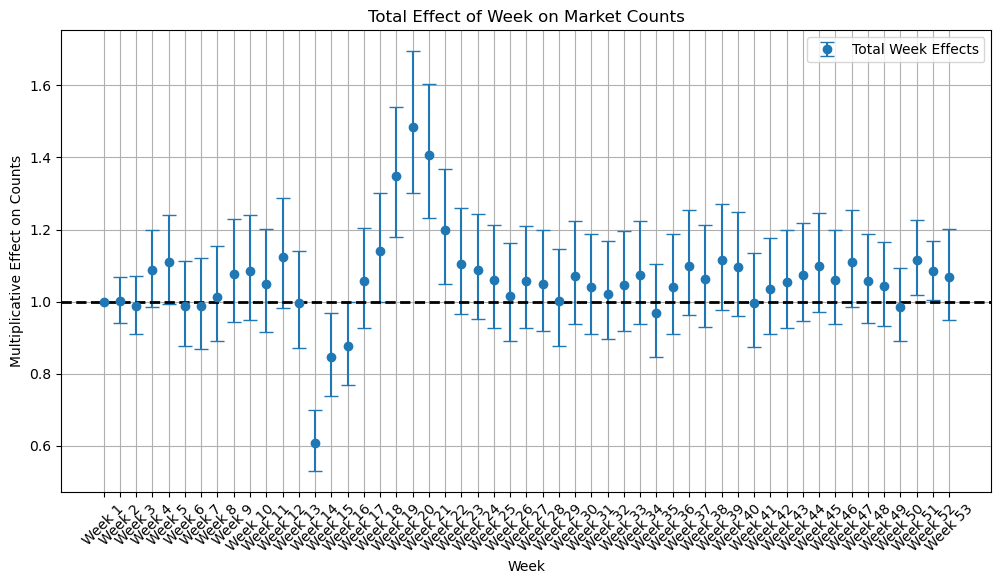 Total Effect of Week on Market Counts
Total Week Effects
Multiplicative Effect on Counts
1.6
1.4
1.2
1.0
0.8
0.6
Week 1
Week 2
Week 3
Week 4
Week 5
Week 6
Week 7
Week 8
Week 9
Week 10
Week 11
Week 12
Week 13
Week 14
Week 15
Week 16
Week 17
Week 18
Week 19
Week 20
Week 21
Week 22
Week 23
Week 24
Week 25
Week 26
Week 27
Week 28
Week 29
Week 30
Week 31
Week 32
Week 33
Week 34
Week 35
Week 36
Week 37
Week 38
Week 39
Week 40
Week 41
Week 42
Week 43
Week 44
Week 45
Week 46
Week 47
Week 48
Week 49
Week 50
Week 51
Week 52
Week 53
Week